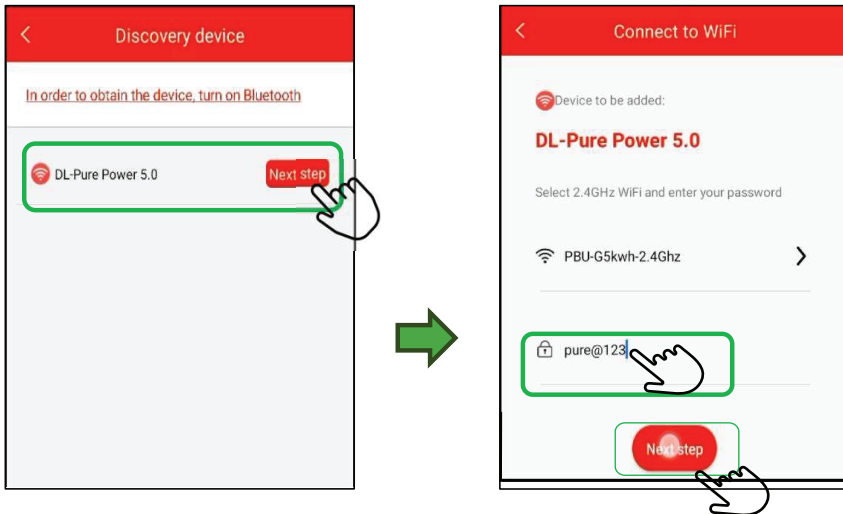 Discovery device
In order to obtain the device, turn on Bluetooth
DL-Pure Power 5.0
Next step
Connect to WiFi
Device to be added:
DL-Pure Power 5.0
Select 2.4GHz WiFi and enter your password
PBU-G5kwh-2.4Ghz
pure@123
Next step